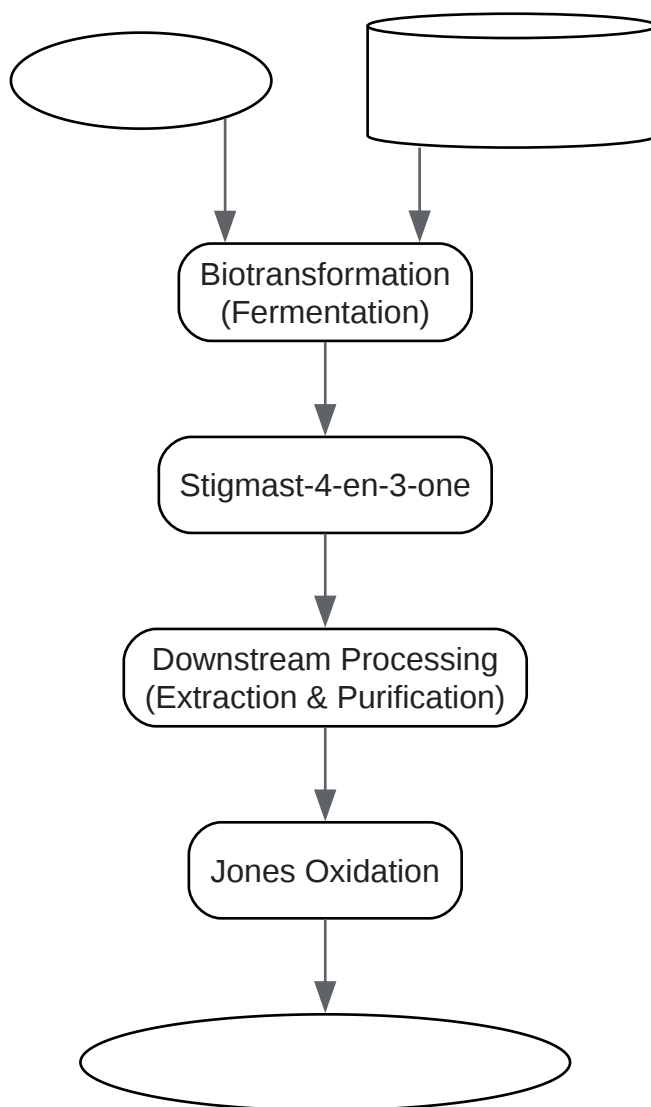 Biotransformation
(Fermentation)
Stigmast-4-en-3-one
Downstream Processing
(Extraction & Purification)
Jones Oxidation